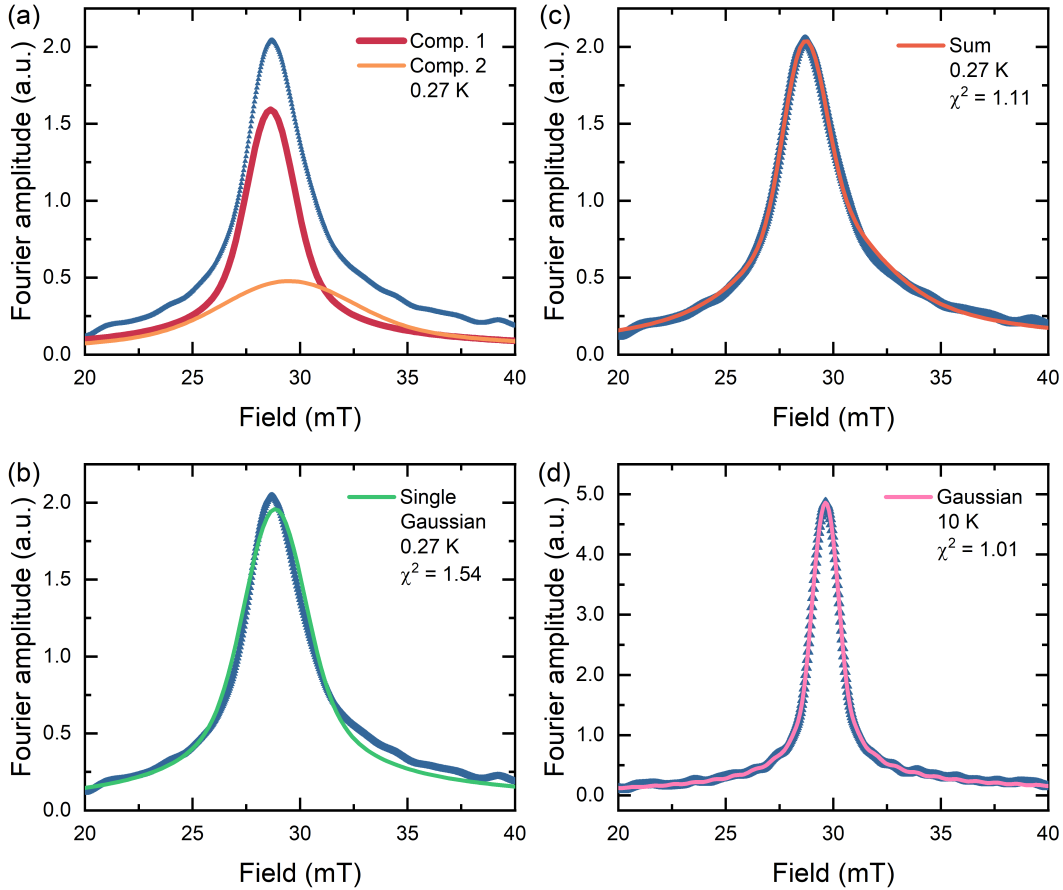 (a)
Fourier amplitude (a.u.)
2.0
1.5
1.0
0.5
0.0
Comp. 1
Comp. 2
0.27 K
20 25 30 35 40
Field (mT)
(c)
Fourier amplitude (a.u.)
2.0
1.5
1.0
0.5
0.0
Sum
0.27 K
χ² = 1.11
20 25 30 35 40
Field (mT)
(b)
Fourier amplitude (a.u.)
2.0
1.5
1.0
0.5
0.0
Single
Gaussian
0.27 K
χ² = 1.54
20 25 30 35 40
Field (mT)
(d)
Fourier amplitude (a.u.)
5.0
4.0
3.0
2.0
1.0
0.0
Gaussian
10 K
χ² = 1.01
20 25 30 35 40
Field (mT)